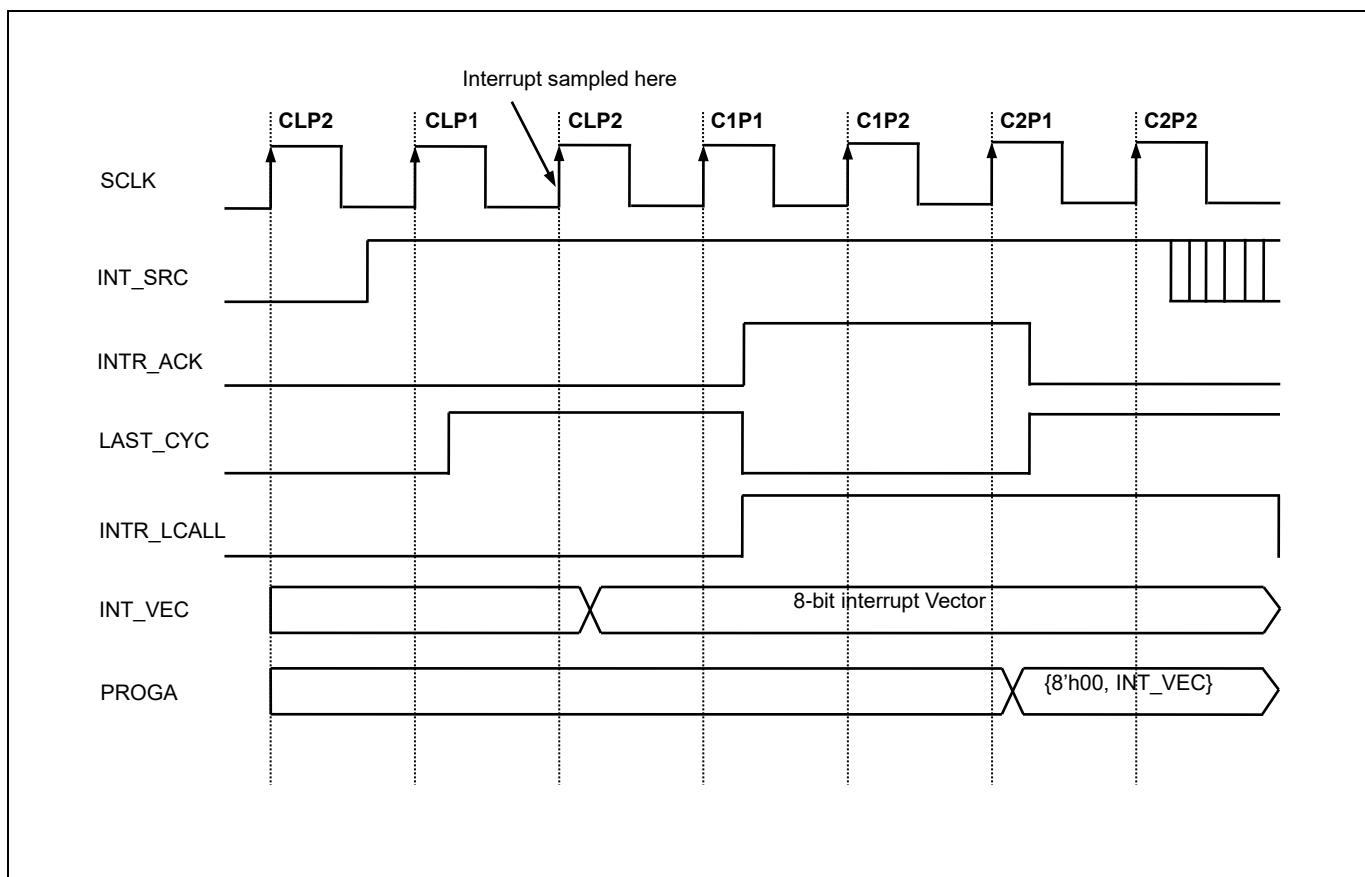 Interrupt sampled here
CLP2 CLP1 CLP2 C1P1 C1P2 C2P1 C2P2
SCLK
INT_SRC
INTR_ACK
LAST_CYC
INTR_LCALL
INT_VEC 8-bit interrupt Vector
PROGA {8’h00, INT_VEC}